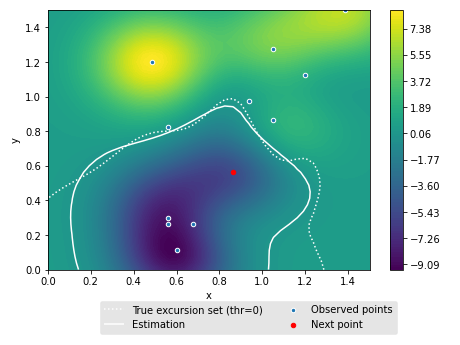 1.4
1.2
1.0
0.8
0.6
0.4
0.2
0.0
y
0.0 0.2 0.4 0.6 0.8 1.0 1.2 1.4
x
7.38
5.55
3.72
1.89
0.06
−1.77
−3.60
−5.43
−7.26
−9.09
True excursion set (thr=0)
Estimation
Observed points
Next point